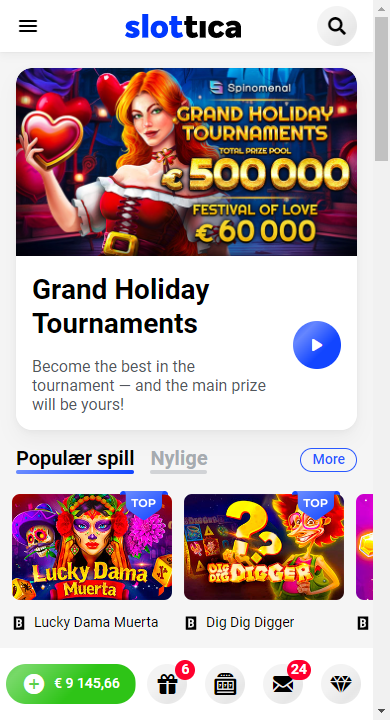 slottica
Spinomenal
GRAND HOLIDAY
TOURNAMENTS
TOTAL PRIZE POOL
€ 500 000
FESTIVAL OF LOVE
€ 60 000
Grand Holiday
Tournaments
Become the best in the
tournament — and the main prize
will be yours!
Populær spill Nylige More
TOP TOP
Lucky Dama
Muerta
DIG DIG
DIGGER
B Lucky Dama Muerta B Dig Dig Digger B
€ 9 145,66 6 24